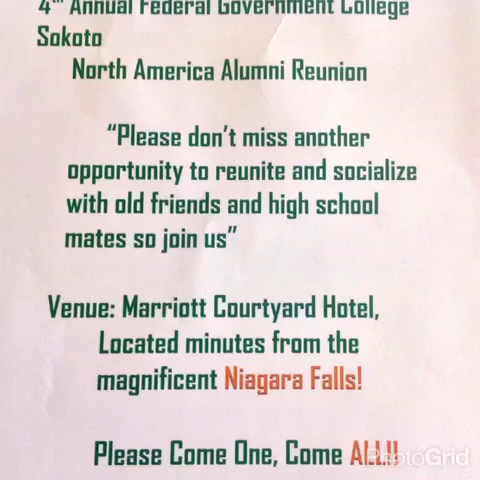 4th Annual Federal Government College
Sokoto
North America Alumni Reunion
“Please don’t miss another
opportunity to reunite and socialize
with old friends and high school
mates so join us”
Venue: Marriott Courtyard Hotel,
Located minutes from the
magnificent Niagara Falls!
Please Come One, Come ALL!!
PhotoGrid